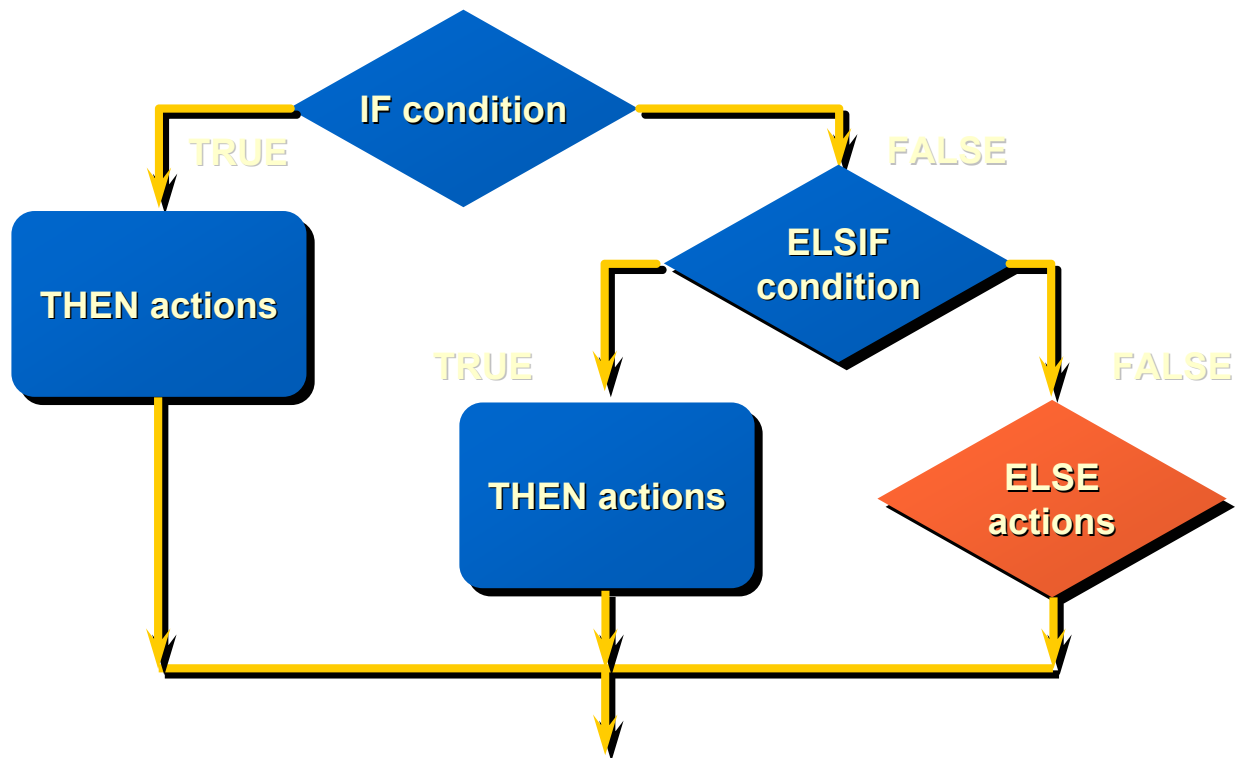 IF condition
TRUE
FALSE
ELSIF
condition
THEN actions
TRUE
FALSE
ELSE
actions
THEN actions